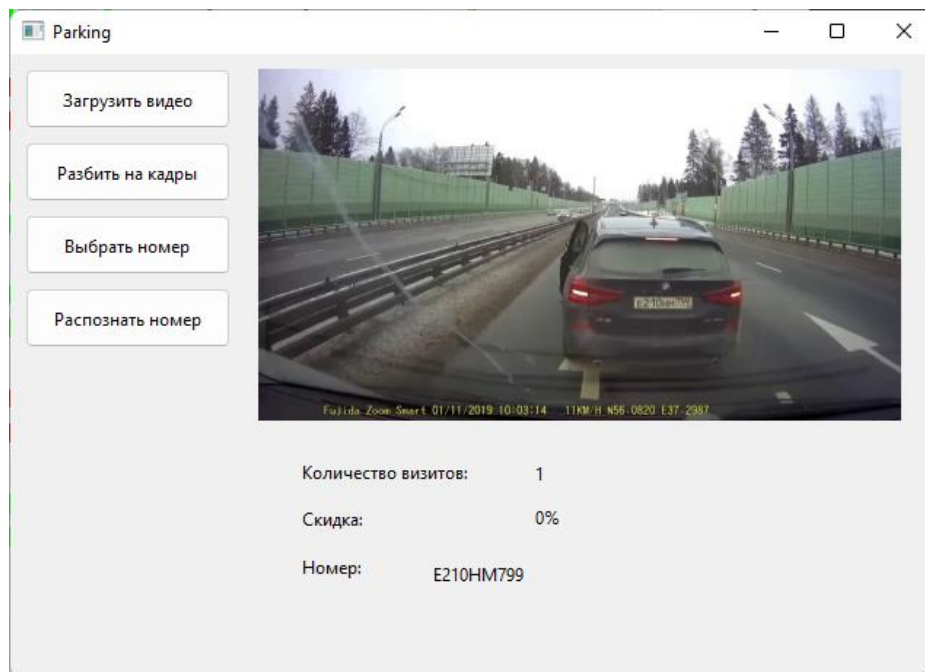 Parking
Загрузить видео
Разбить на кадры
Выбрать номер
Распознать номер
E210HM799
Fujida Zoom Smart 01/11/2019 10:03:14 11KM/H N56.0820 E37.2987
Количество визитов: 1
Скидка: 0%
Номер: E210HM799